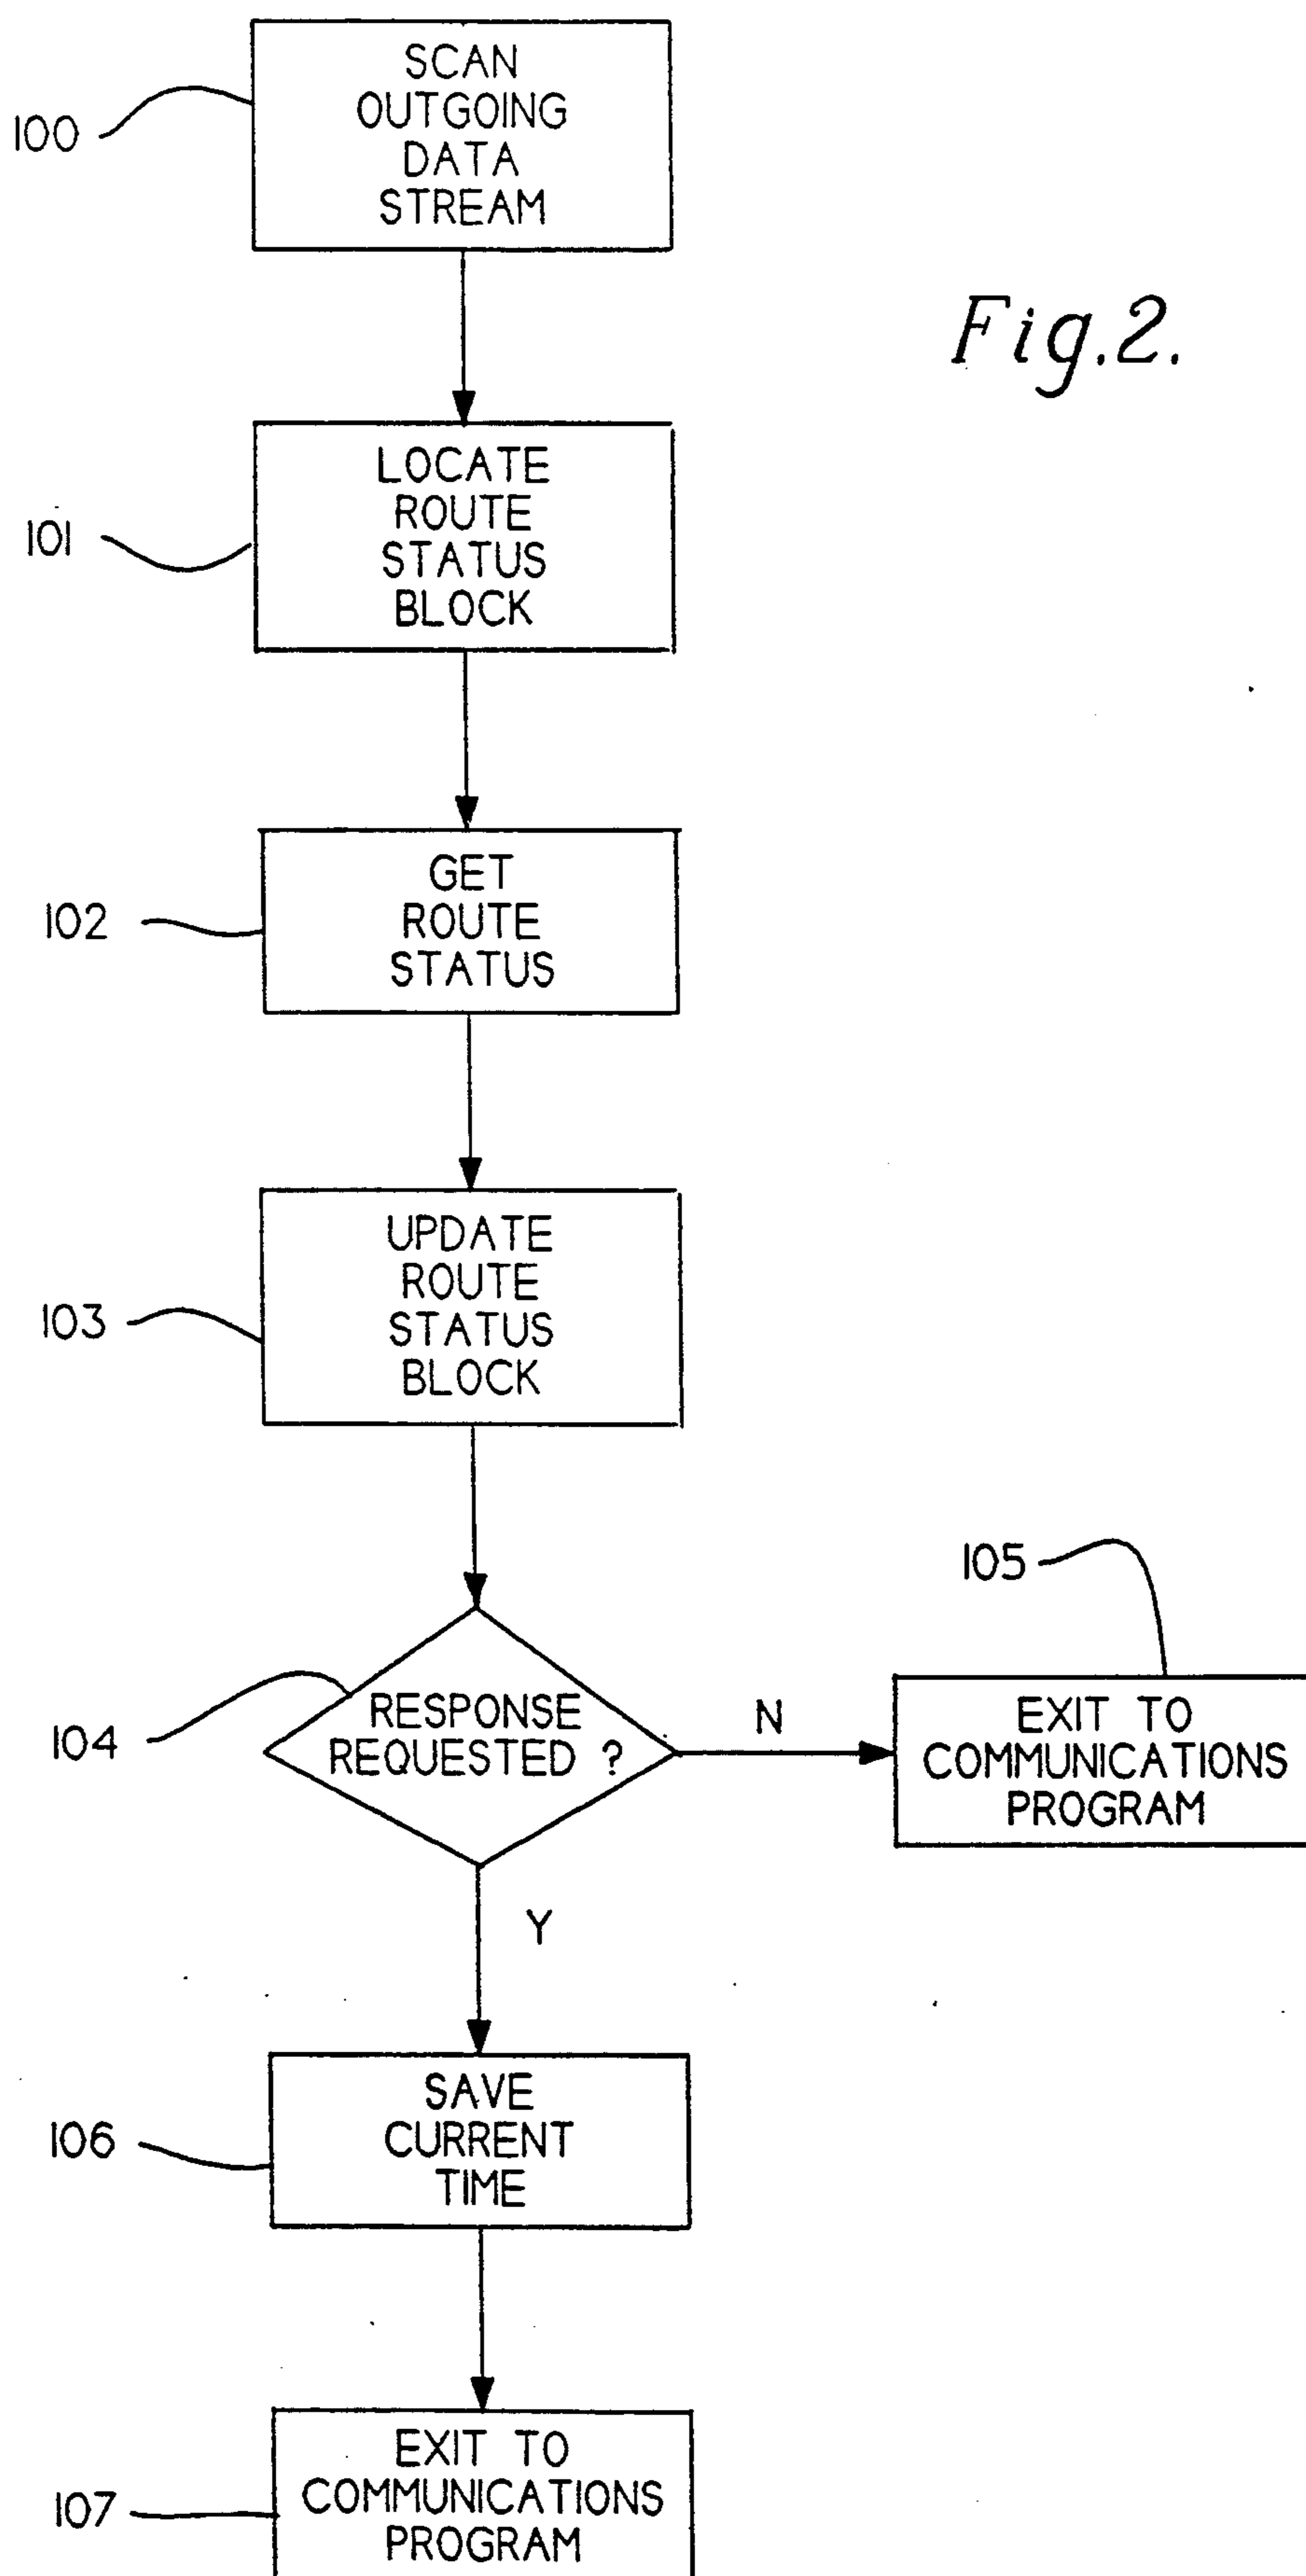 100
SCAN
OUTGOING
DATA
STREAM
Fig.2.
101
LOCATE
ROUTE
STATUS
BLOCK
102
GET
ROUTE
STATUS
103
UPDATE
ROUTE
STATUS
BLOCK
104
RESPONSE
REQUESTED ?
N
105
EXIT TO
COMMUNICATIONS
PROGRAM
Y
106
SAVE
CURRENT
TIME
107
EXIT TO
COMMUNICATIONS
PROGRAM